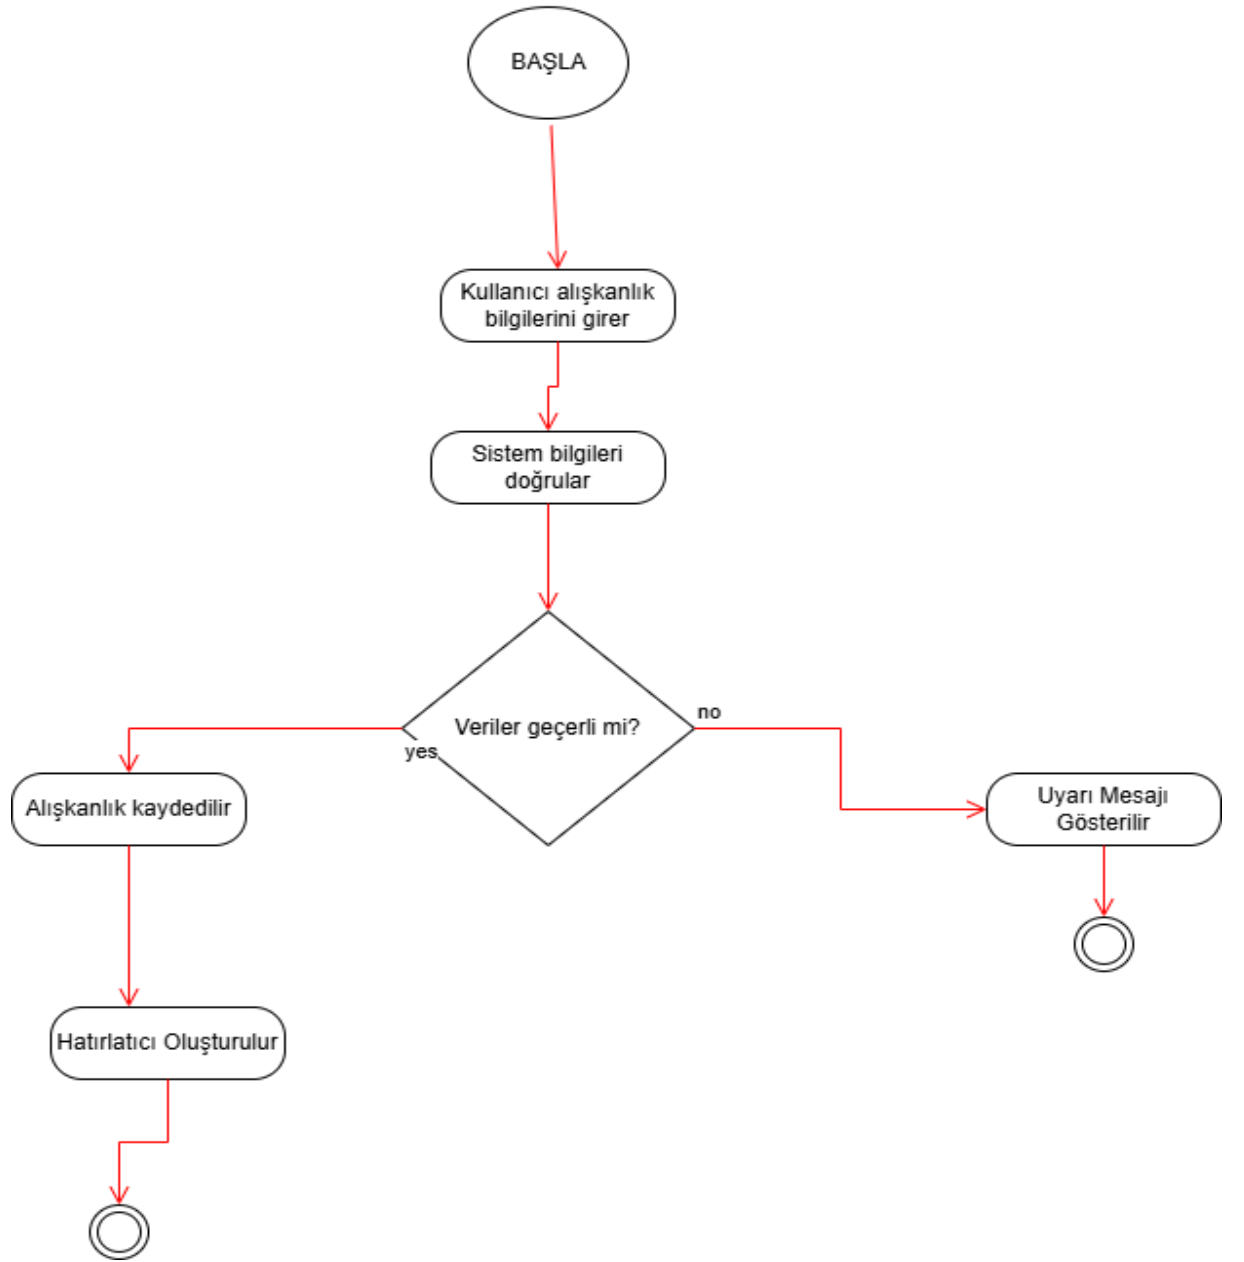 BAŞLA
Kullanıcı alışkanlık
bilgilerini girer
Sistem bilgileri
doğrular
Veriler geçerli mi?
yes
no
Alışkanlık kaydedilir
Uyarı Mesajı
Gösterilir
Hatırlatıcı Oluşturulur